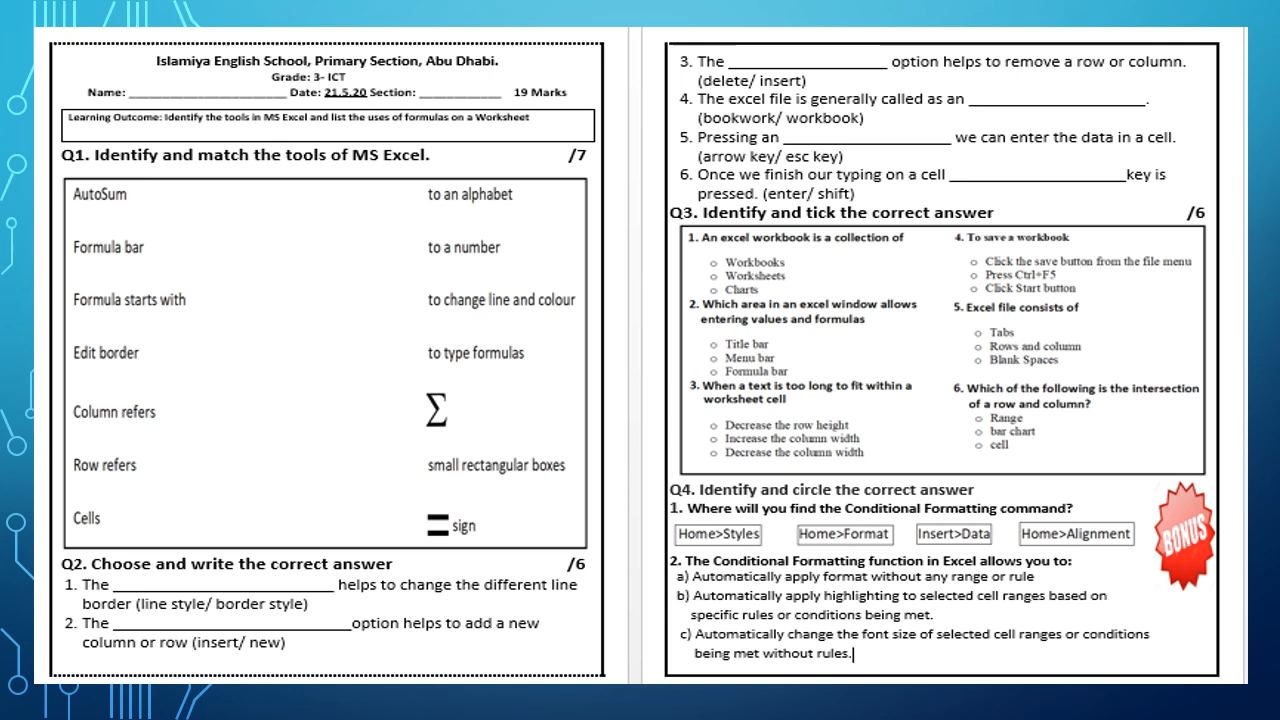 Islamiya English School, Primary Section, Abu Dhabi.
Grade: 3- ICT
Name: ________________________ Date: 21.5.20 Section: _____________ 19 Marks
Learning Outcome: Identify the tools in MS Excel and list the uses of formulas on a Worksheet
Q1. Identify and match the tools of MS Excel. /7
AutoSum to an alphabet
Formula bar to a number
Formula starts with to change line and colour
Edit border to type formulas
Column refers ∑
Row refers small rectangular boxes
Cells = sign
Q2. Choose and write the correct answer /6
1. The _________________________ helps to change the different line
border (line style/ border style)
2. The ___________________________option helps to add a new
column or row (insert/ new)
3. The __________________ option helps to remove a row or column.
(delete/ insert)
4. The excel file is generally called as an ____________________.
(bookwork/ workbook)
5. Pressing an ___________________ we can enter the data in a cell.
(arrow key/ esc key)
6. Once we finish our typing on a cell ____________________key is
pressed. (enter/ shift)
Q3. Identify and tick the correct answer /6
1. An excel workbook is a collection of
o Workbooks
o Worksheets
o Charts
2. Which area in an excel window allows
entering values and formulas
o Title bar
o Menu bar
o Formula bar
3. When a text is too long to fit within a
worksheet cell
o Decrease the row height
o Increase the column width
o Decrease the column width
4. To save a workbook
o Click the save button from the file menu
o Press Ctrl+F5
o Click Start button
5. Excel file consists of
o Tabs
o Rows and column
o Blank Spaces
6. Which of the following is the intersection
of a row and column?
o Range
o bar chart
o cell
Q4. Identify and circle the correct answer
1. Where will you find the Conditional Formatting command?
Home>Styles Home>Format Insert>Data Home>Alignment
BONUS
2. The Conditional Formatting function in Excel allows you to:
a) Automatically apply format without any range or rule
b) Automatically apply highlighting to selected cell ranges based on
specific rules or conditions being met.
c) Automatically change the font size of selected cell ranges or conditions
being met without rules.